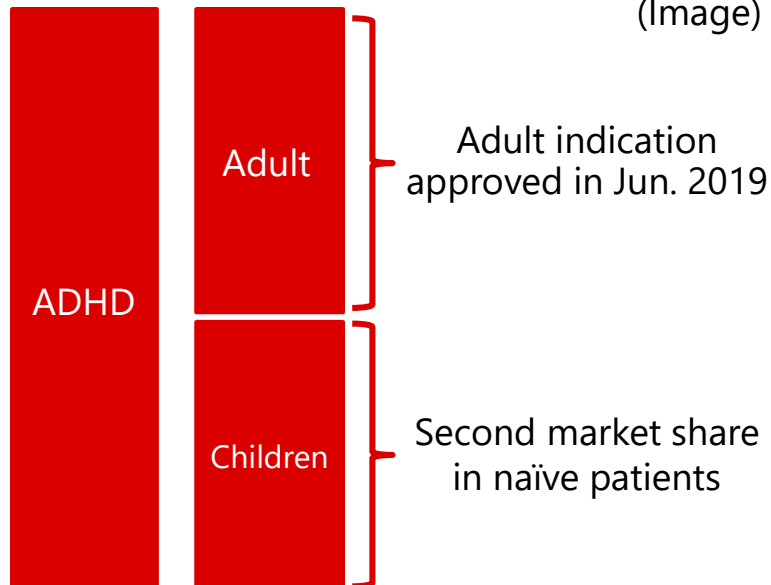 (Image)
ADHD
Adult
Adult indication
approved in Jun. 2019
Children
Second market share
in naïve patients